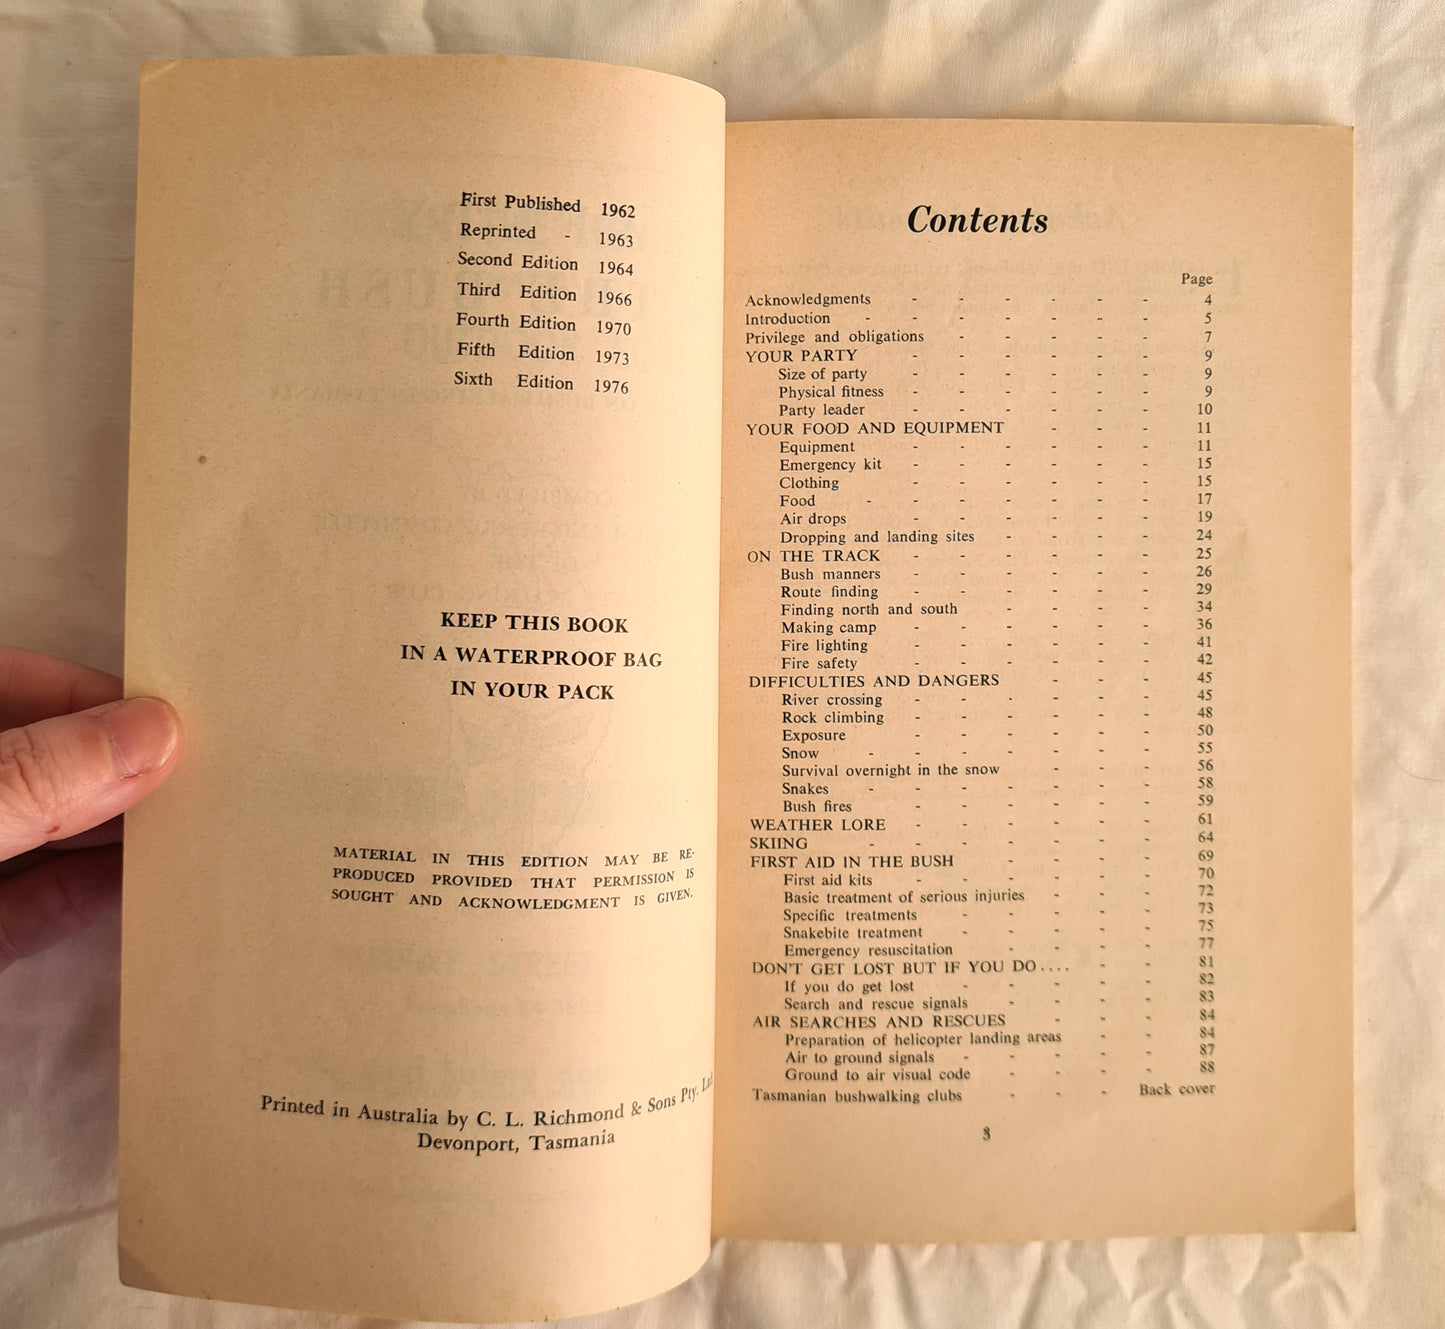 First Published 1962
Reprinted - 1963
Second Edition 1964
Third Edition 1966
Fourth Edition 1970
Fifth Edition 1973
Sixth Edition 1976
KEEP THIS BOOK
IN A WATERPROOF BAG
IN YOUR PACK
MATERIAL IN THIS EDITION MAY BE RE-
PRODUCED PROVIDED THAT PERMISSION IS
SOUGHT AND ACKNOWLEDGMENT IS GIVEN.
Printed in Australia by C. L. Richmond & Sons Pty. Ltd
Devonport, Tasmania
Contents
Page
Acknowledgments - - - - - - 4
Introduction - - - - - - - 5
Privilege and obligations - - - - - 7
YOUR PARTY - - - - - - 9
Size of party - - - - - - 9
Physical fitness - - - - - - 9
Party leader - - - - - - 10
YOUR FOOD AND EQUIPMENT - - - 11
Equipment - - - - - - 11
Emergency kit - - - - - - 15
Clothing - - - - - - 15
Food - - - - - - - 17
Air drops - - - - - - 19
Dropping and landing sites - - - - 24
ON THE TRACK - - - - - - 25
Bush manners - - - - - - 26
Route finding - - - - - - 29
Finding north and south - - - - 34
Making camp - - - - - - 36
Fire lighting - - - - - - 41
Fire safety - - - - - - 42
DIFFICULTIES AND DANGERS - - - 45
River crossing - - - - - - 45
Rock climbing - - - - - - 48
Exposure - - - - - - 50
Snow - - - - - - - 55
Survival overnight in the snow - - - 56
Snakes - - - - - - - 58
Bush fires - - - - - - 59
WEATHER LORE - - - - - - 61
SKIING - - - - - - - 64
FIRST AID IN THE BUSH - - - - 69
First aid kits - - - - - - 70
Basic treatment of serious injuries - - - 72
Specific treatments - - - - - 73
Snakebite treatment - - - - - 75
Emergency resuscitation - - - - 77
DON'T GET LOST BUT IF YOU DO.... - - 81
If you do get lost - - - - - 82
Search and rescue signals - - - - 83
AIR SEARCHES AND RESCUES - - - 84
Preparation of helicopter landing areas - - 84
Air to ground signals - - - - - 87
Ground to air visual code - - - - 88
Tasmanian bushwalking clubs - - - Back cover
3